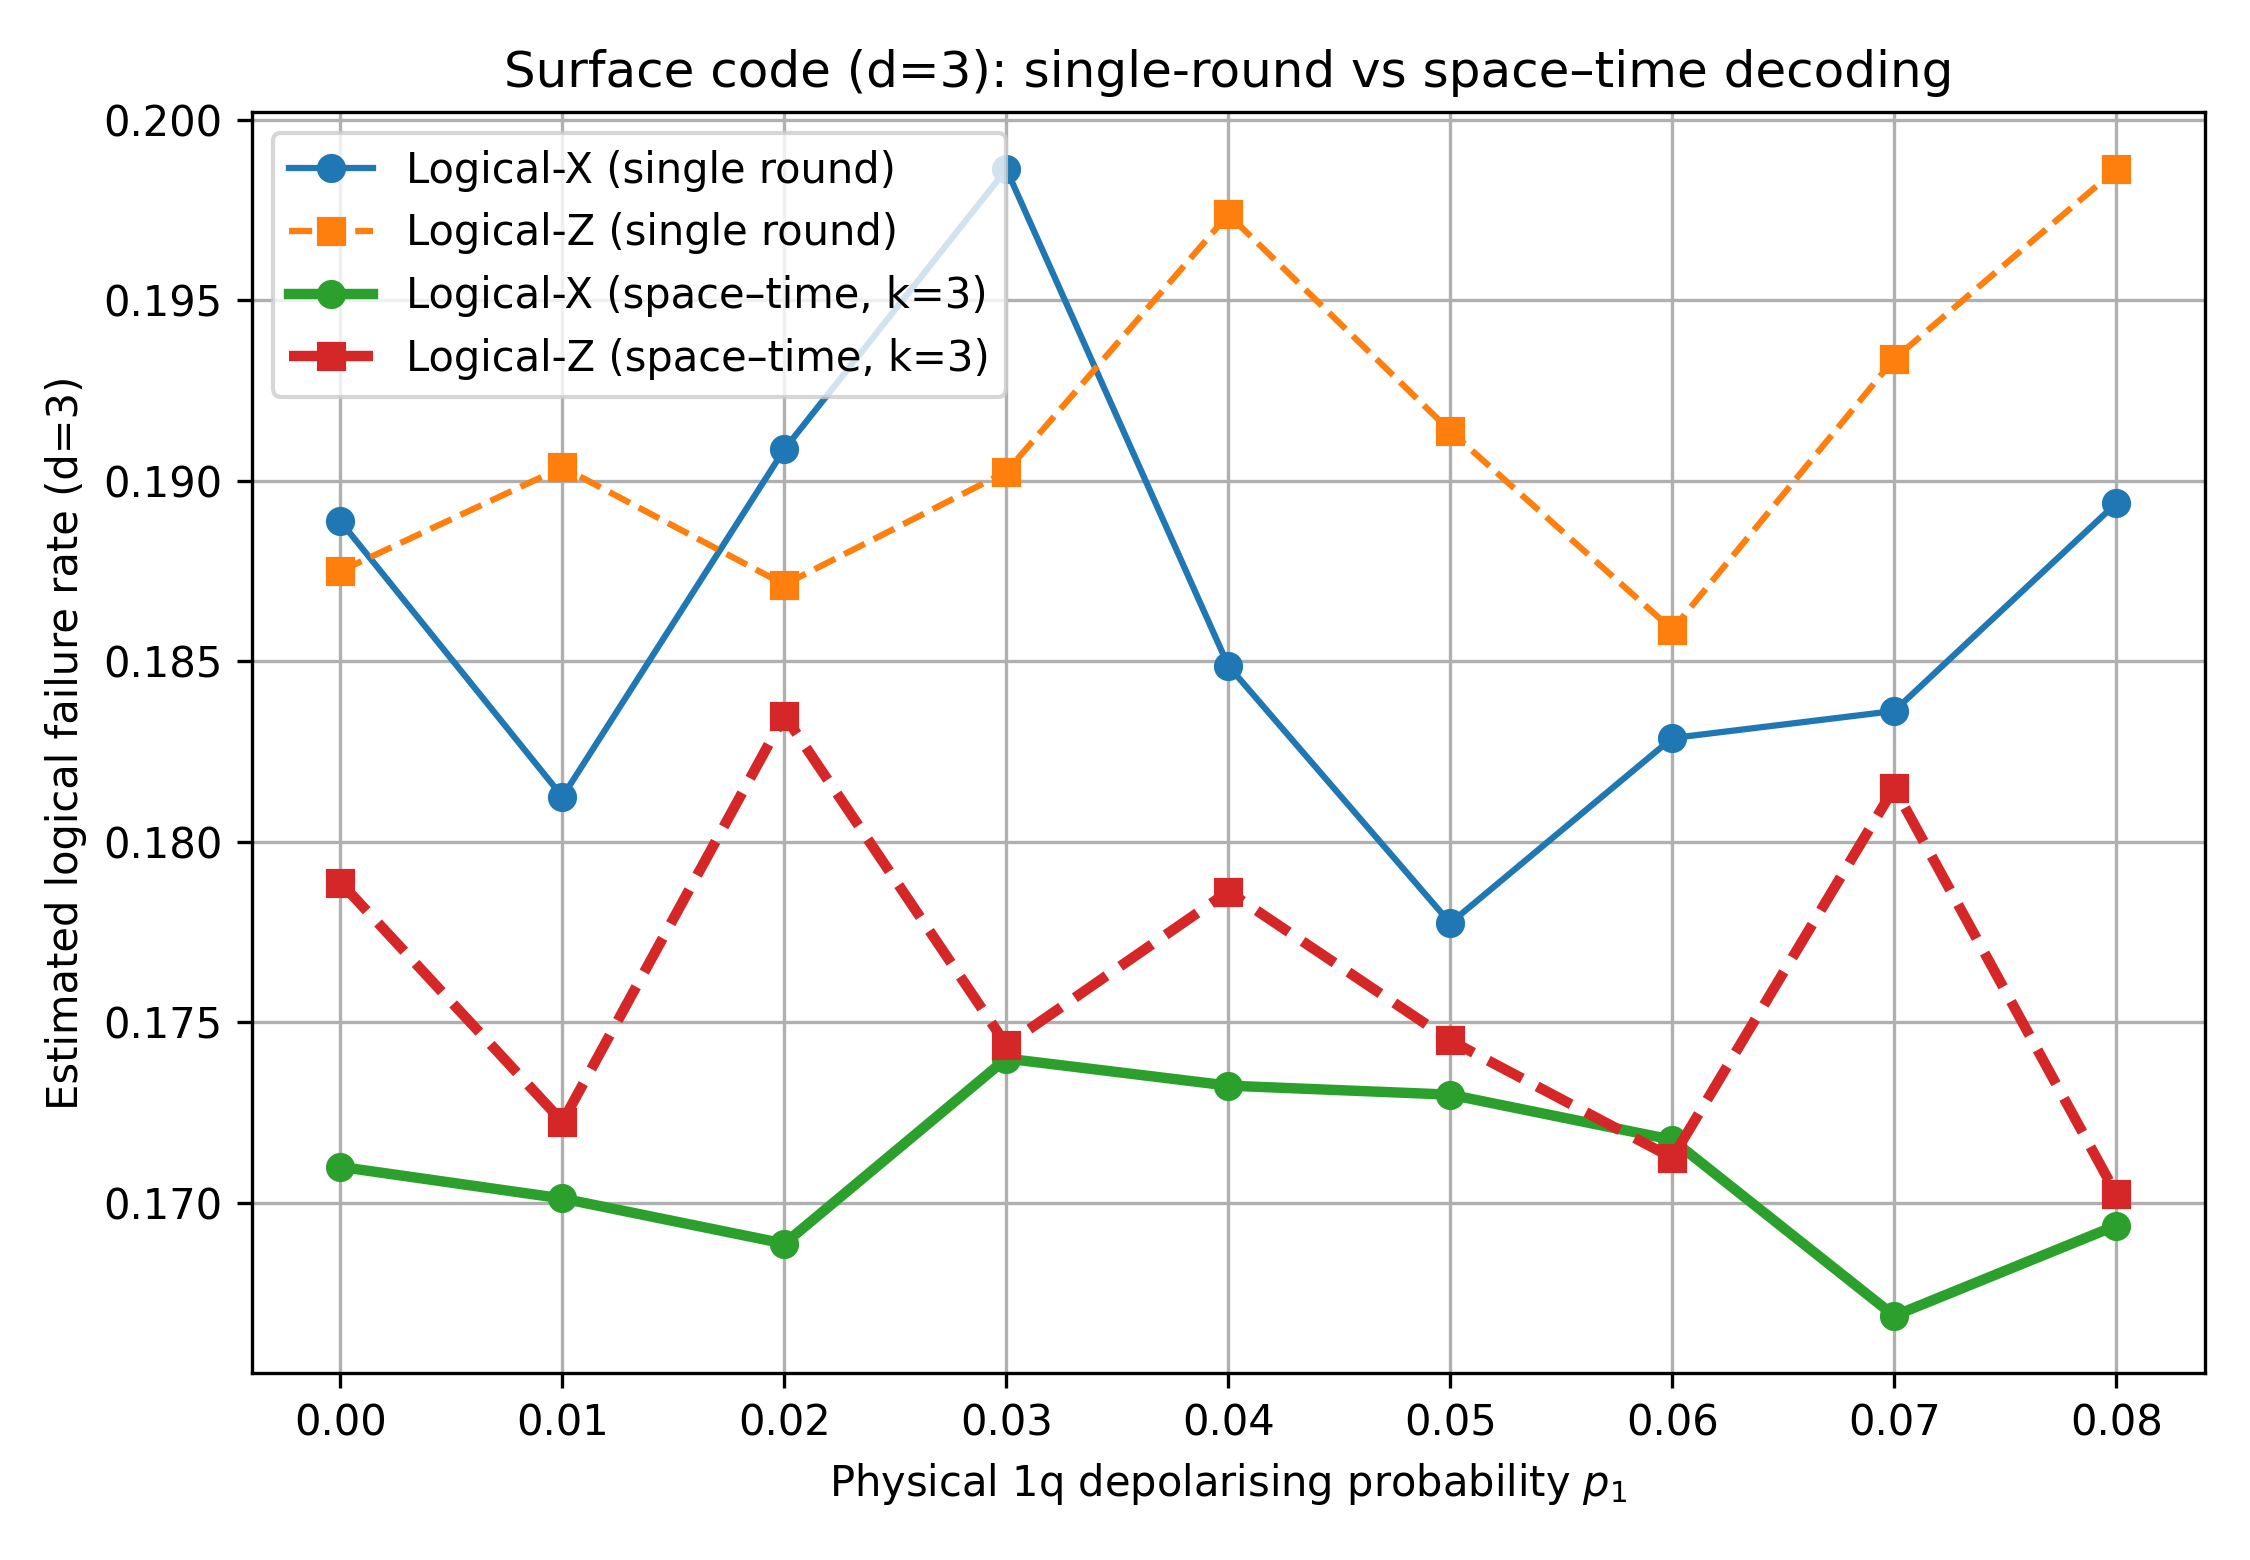 Surface code (d=3): single-round vs space–time decoding
0.200
0.195
0.190
0.185
0.180
0.175
0.170
Estimated logical failure rate (d=3)
Logical-X (single round)
Logical-Z (single round)
Logical-X (space–time, k=3)
Logical-Z (space–time, k=3)
0.00 0.01 0.02 0.03 0.04 0.05 0.06 0.07 0.08
Physical 1q depolarising probability p₁